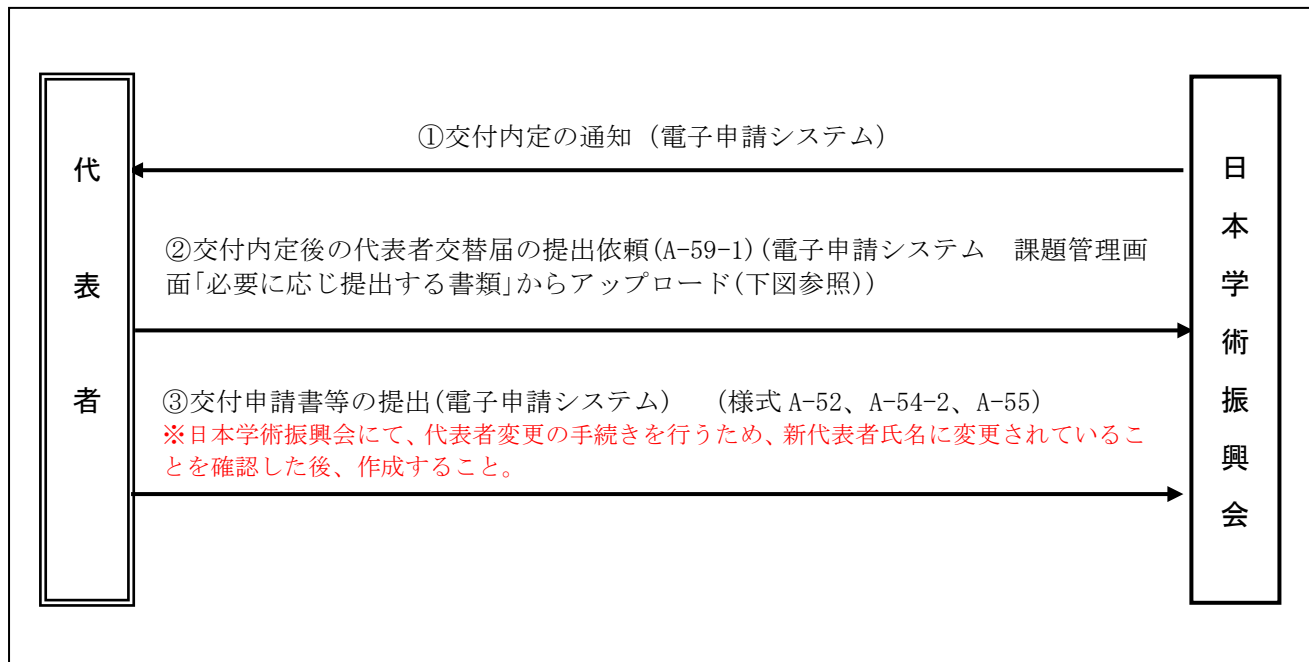 代表者
①交付内定の通知（電子申請システム）
②交付内定後の代表者交替届の提出依頼(A-59-1)(電子申請システム　課題管理画
面「必要に応じ提出する書類」からアップロード(下図参照))
③交付申請書等の提出(電子申請システム)　（様式 A-52、A-54-2、A-55）
※日本学術振興会にて、代表者変更の手続きを行うため、新代表者氏名に変更されているこ
とを確認した後、作成すること。
日本学術振興会